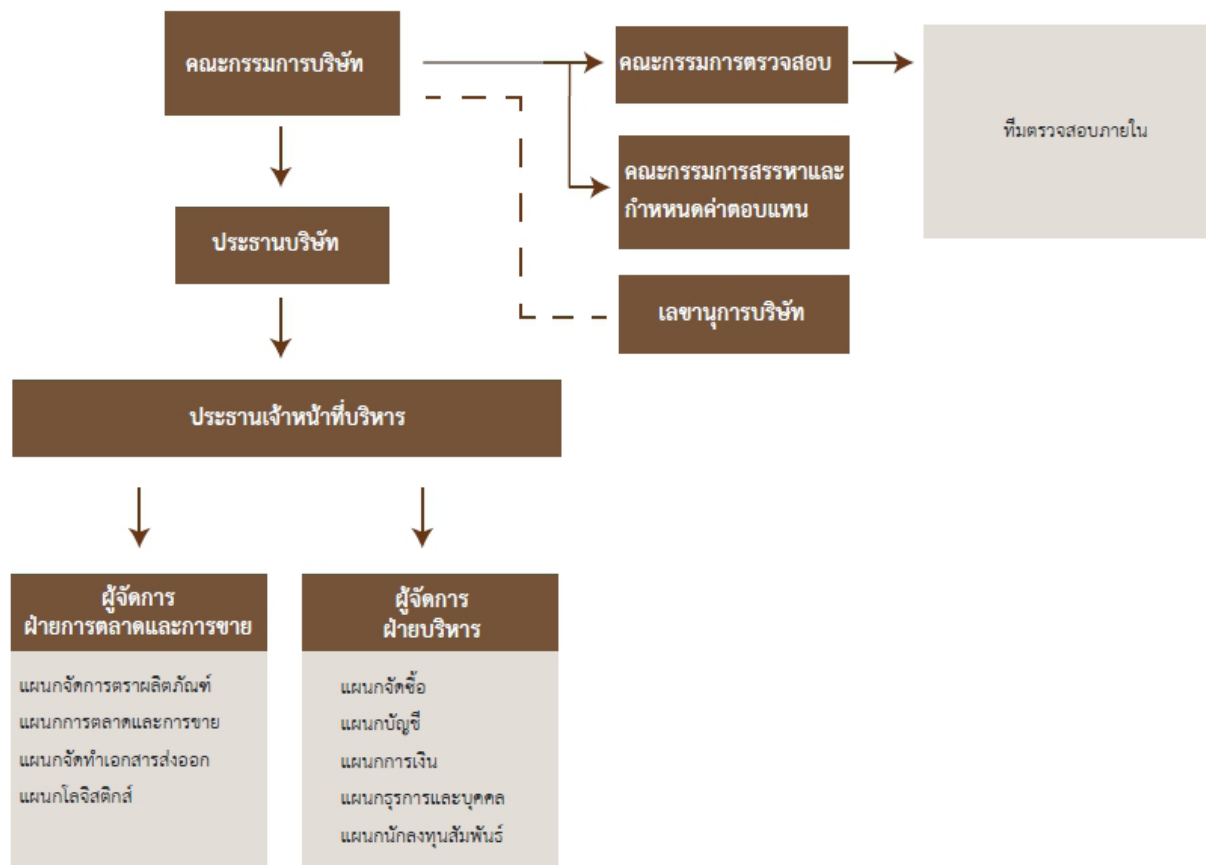 คณะกรรมการบริษัท
คณะกรรมการตรวจสอบ
ทีมตรวจสอบภายใน
คณะกรรมการสรรหาและ
กำหนดค่าตอบแทน
ประธานบริษัท
เลขานุการบริษัท
ประธานเจ้าหน้าที่บริหาร
ผู้จัดการ
ฝ่ายการตลาดและการขาย
แผนกจัดการตราผลิตภัณฑ์
แผนกการตลาดและการขาย
แผนกจัดทำเอกสารส่งออก
แผนกโลจิสติกส์
ผู้จัดการ
ฝ่ายบริหาร
แผนกจัดซื้อ
แผนกบัญชี
แผนกการเงิน
แผนกธุรการและบุคคล
แผนกนักลงทุนสัมพันธ์